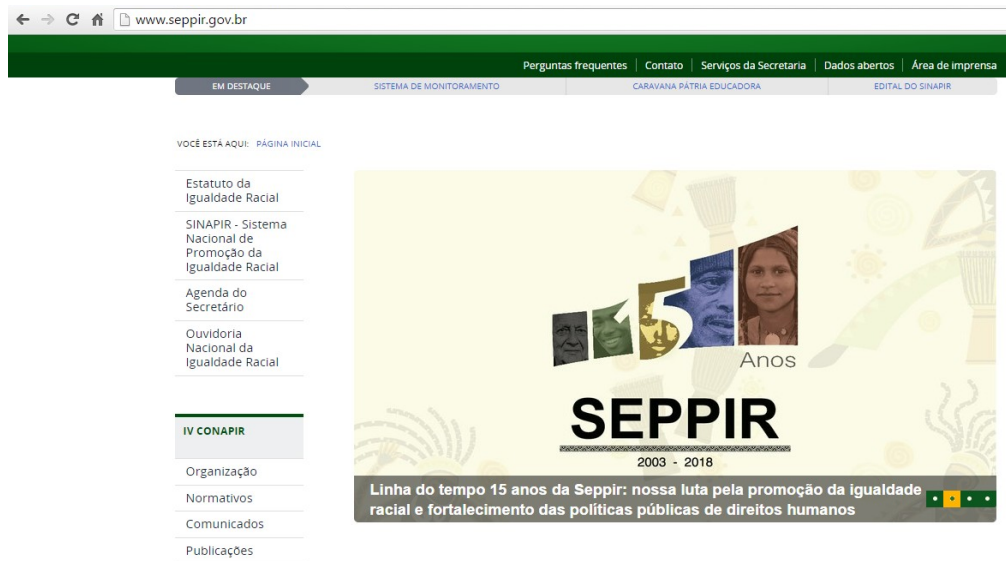 www.seppir.gov.br
Perguntas frequentes | Contato | Serviços da Secretaria | Dados abertos | Área de imprensa
EM DESTAQUE SISTEMA DE MONITORAMENTO CARAVANA PÁTRIA EDUCADORA EDITAL DO SINAPIR
VOCÊ ESTÁ AQUI: PÁGINA INICIAL
Estatuto da
Igualdade Racial
SINAPIR - Sistema
Nacional de
Promoção da
Igualdade Racial
Agenda do
Secretário
Ouvidoria
Nacional da
Igualdade Racial
IV CONAPIR
Organização
Normativos
Comunicados
Publicações
15
Anos
SEPPIR
2003 - 2018
Linha do tempo 15 anos da Seppir: nossa luta pela promoção da igualdade
racial e fortalecimento das políticas públicas de direitos humanos